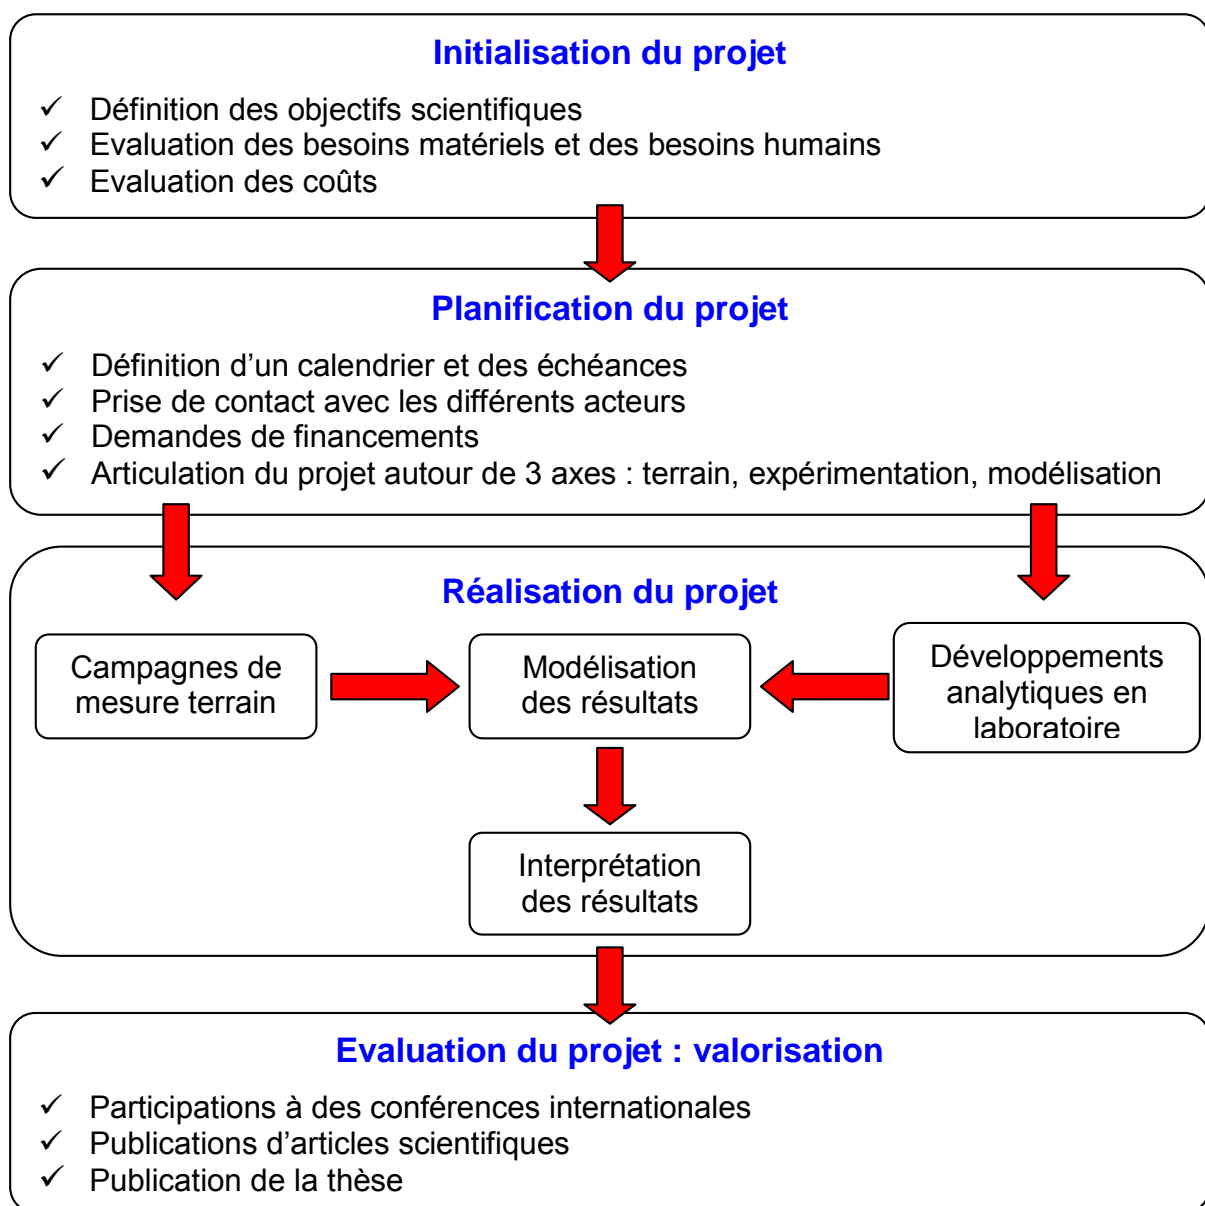 Initialisation du projet
✓ Définition des objectifs scientifiques
✓ Evaluation des besoins matériels et des besoins humains
✓ Evaluation des coûts
Planification du projet
✓ Définition d’un calendrier et des échéances
✓ Prise de contact avec les différents acteurs
✓ Demandes de financements
✓ Articulation du projet autour de 3 axes : terrain, expérimentation, modélisation
Réalisation du projet
Campagnes de
mesure terrain
Modélisation
des résultats
Développements
analytiques en
laboratoire
Interprétation
des résultats
Evaluation du projet : valorisation
✓ Participations à des conférences internationales
✓ Publications d’articles scientifiques
✓ Publication de la thèse